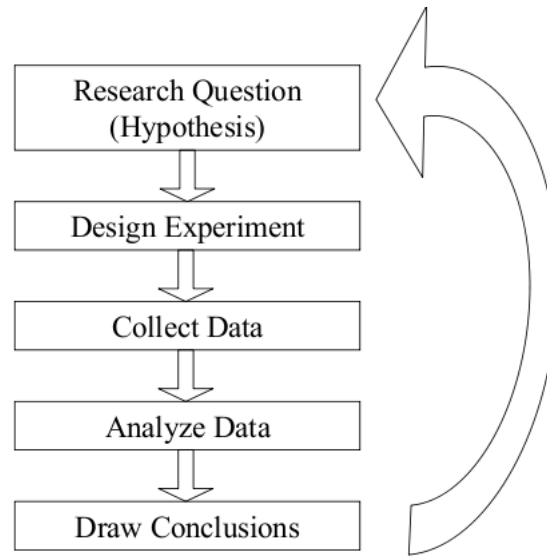 Research Question
(Hypothesis)
Design Experiment
Collect Data
Analyze Data
Draw Conclusions